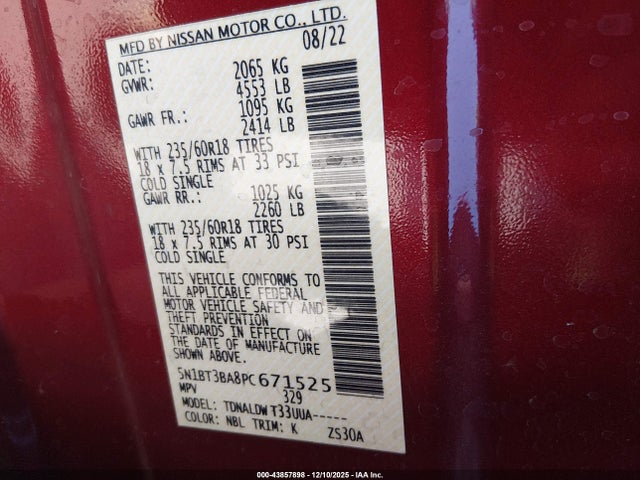 MFD BY NISSAN MOTOR CO., LTD.
DATE: 08/22
GVWR: 2065 KG
4553 LB
GAWR FR.: 1095 KG
2414 LB
WITH 235/60R18 TIRES
18 x 7.5 RIMS AT 33 PSI
COLD SINGLE
GAWR RR.: 1025 KG
2260 LB
WITH 235/60R18 TIRES
18 x 7.5 RIMS AT 30 PSI
COLD SINGLE
THIS VEHICLE CONFORMS TO
ALL APPLICABLE FEDERAL
MOTOR VEHICLE SAFETY AND
THEFT PREVENTION
STANDARDS IN EFFECT ON
THE DATE OF MANUFACTURE
SHOWN ABOVE.
5N1BT3BA8PC671525
MPV 329
MODEL: TDNALDW T33UUA-----
COLOR: NBL TRIM: K ZS30A
000-43857898 - 12/10/2025 - IAA Inc.